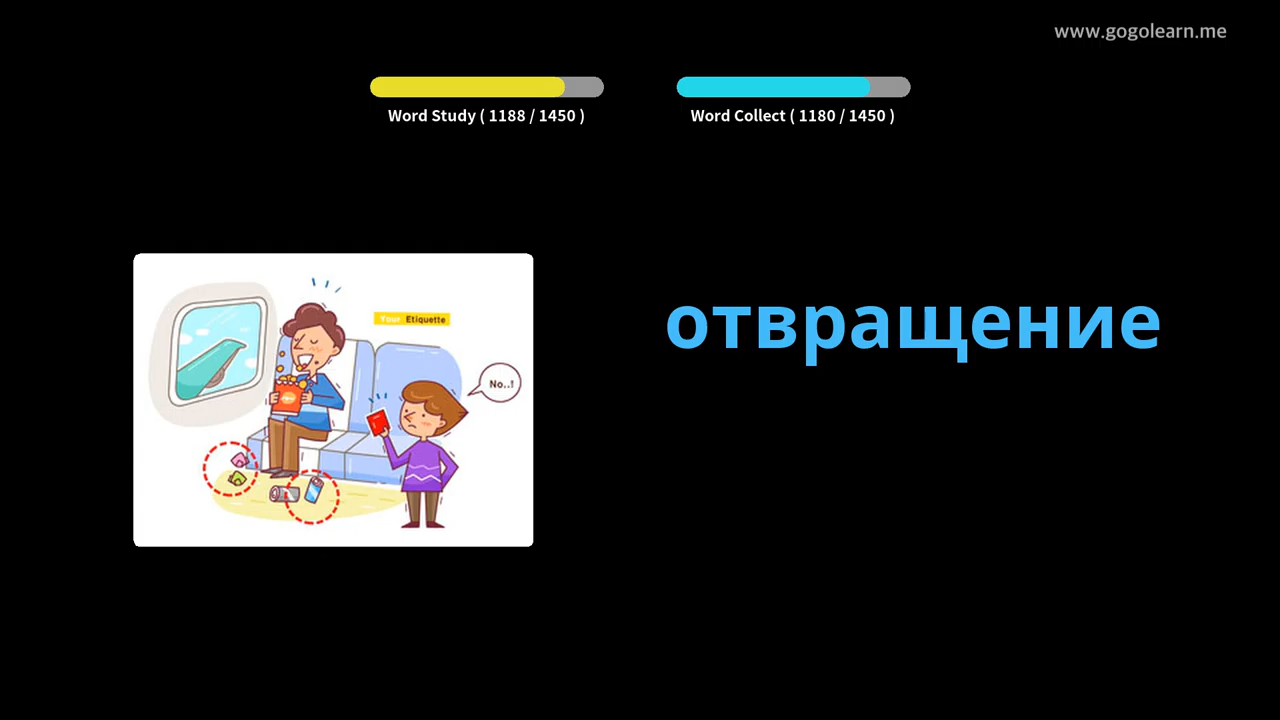 www.gogolearn.me
Word Study ( 1188 / 1450 )
Word Collect ( 1180 / 1450 )
Your Etiquette
No..!
отвращение